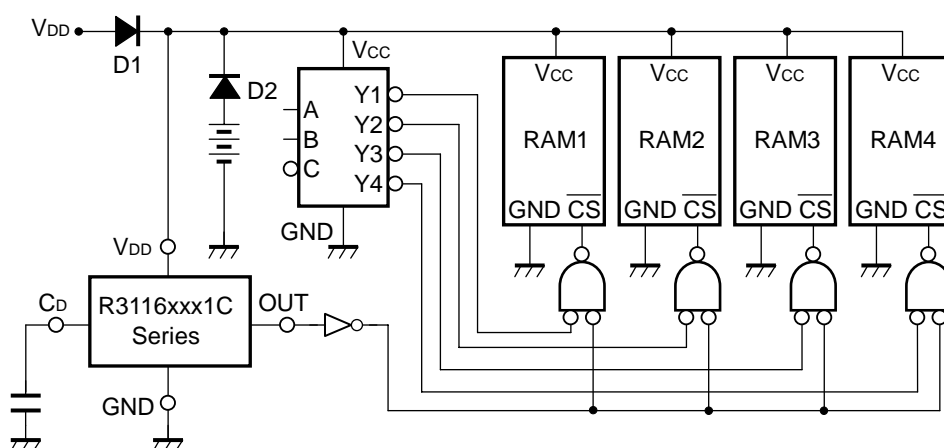 VDD
D1
D2
VCC
A
B
C
Y1
Y2
Y3
Y4
GND
VCC
RAM1
GND CS
VCC
RAM2
GND CS
VCC
RAM3
GND CS
VCC
RAM4
GND CS
VDD
CD
R3116xxx1C
Series
OUT
GND